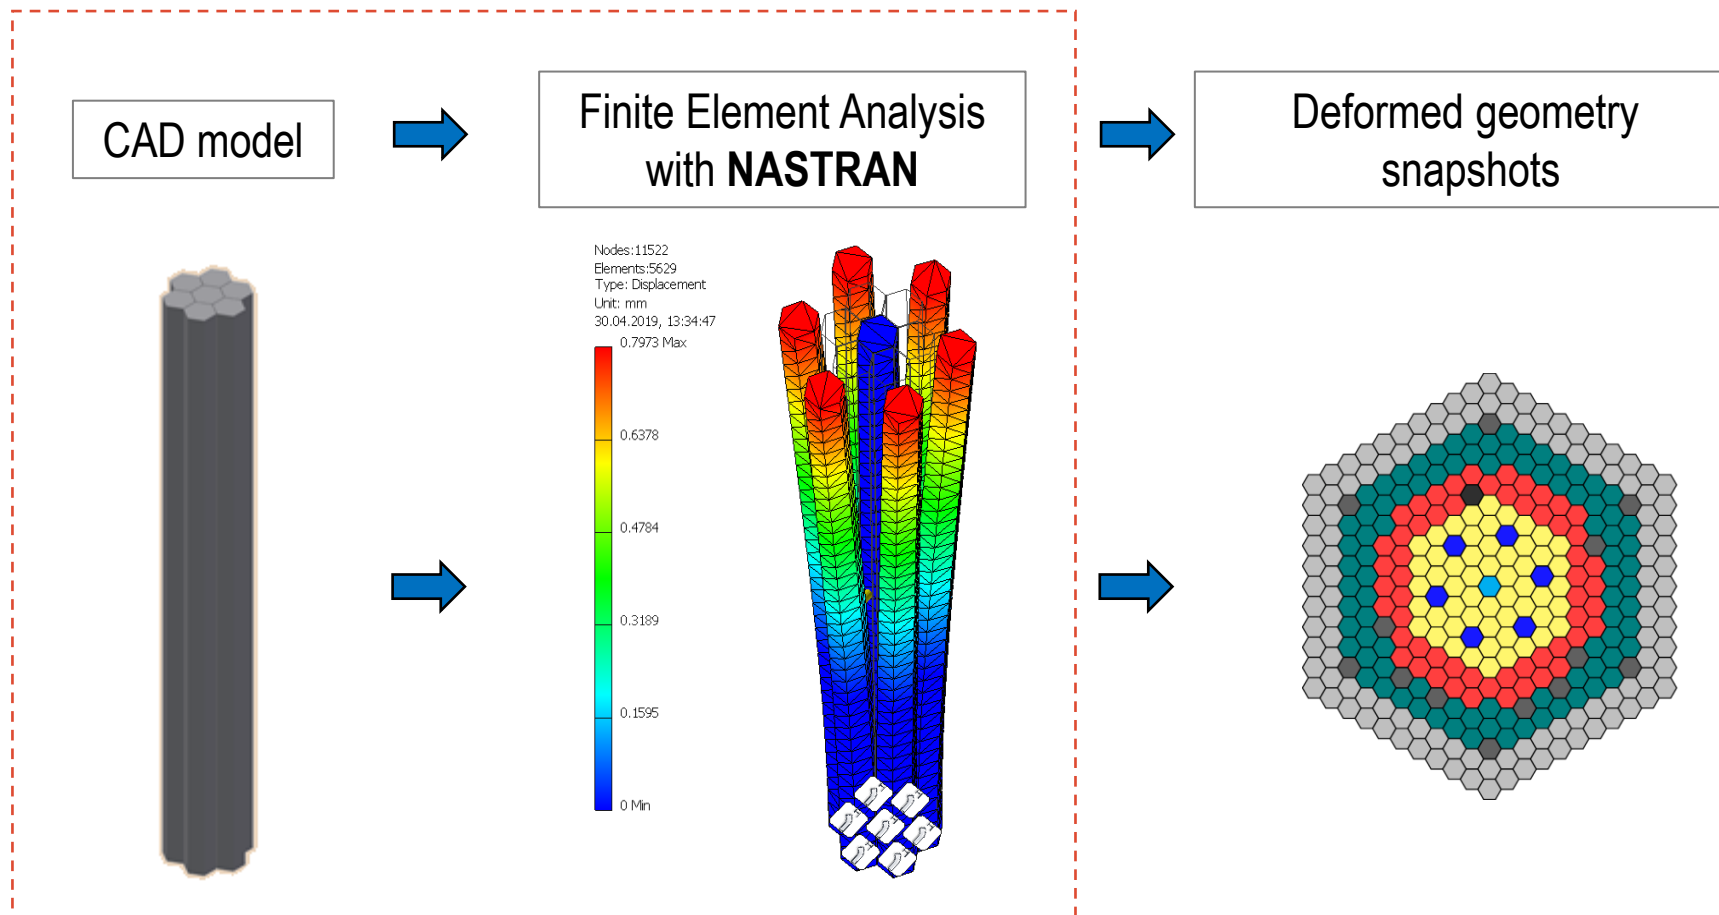 CAD model
Finite Element Analysis
with NASTRAN
Deformed geometry
snapshots
Nodes:11522
Elements:5629
Type: Displacement
Unit: mm
30.04.2019, 13:34:47
0.7973 Max
0.6378
0.4784
0.3189
0.1595
0 Min